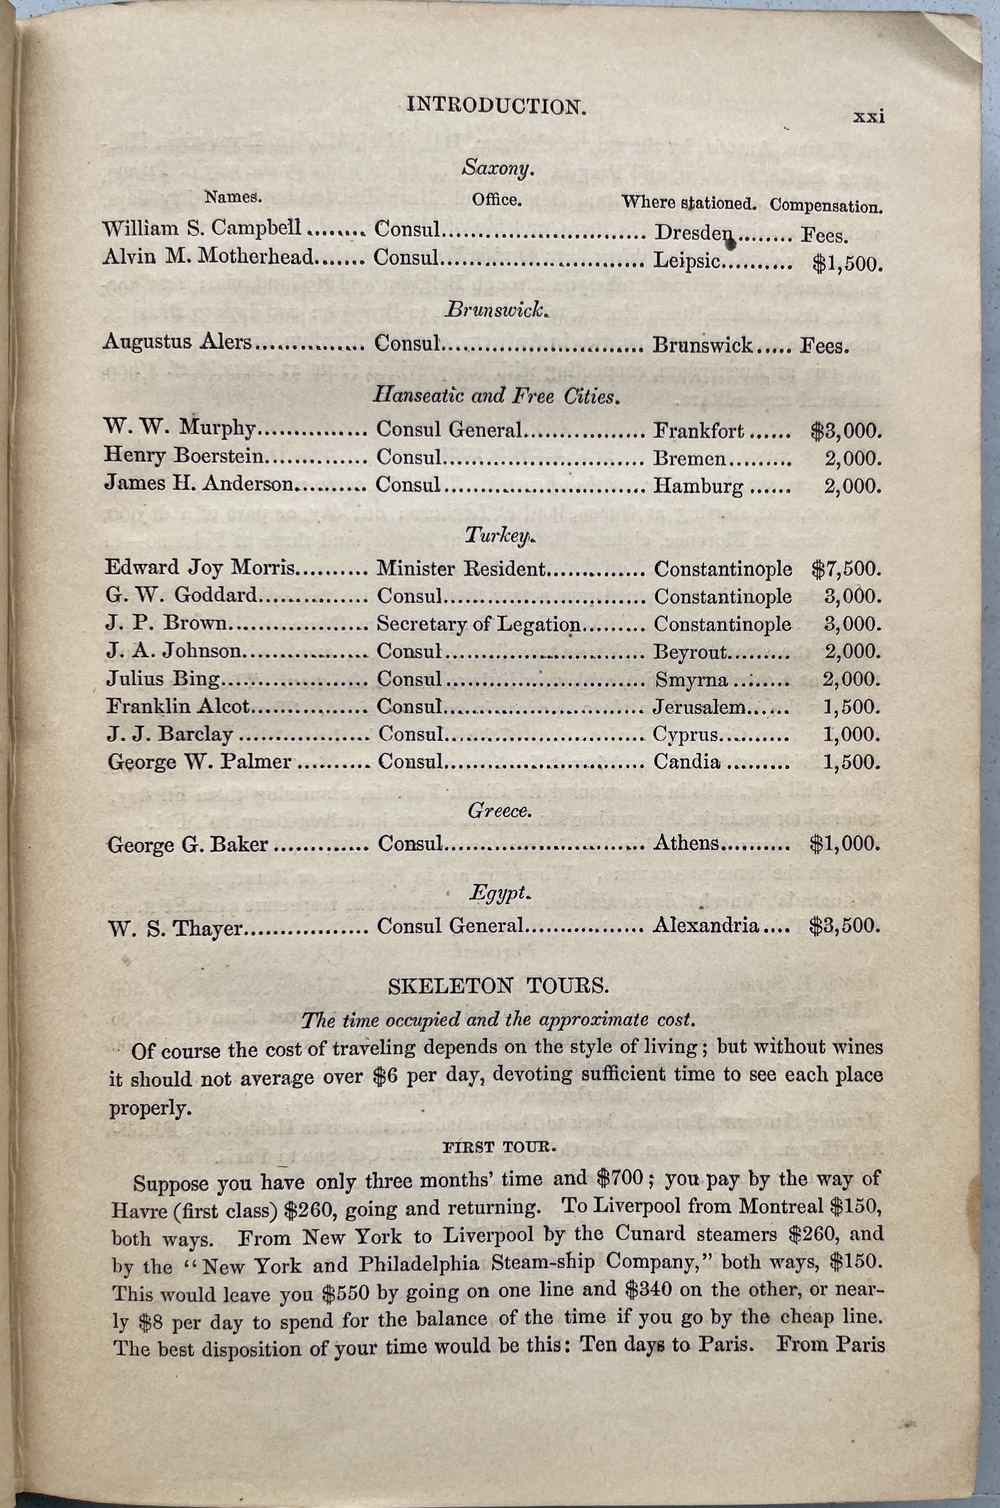 INTRODUCTION.
xxi
Saxony.
Names. Office. Where stationed. Compensation.
William S. Campbell ........ Consul............................ Dresden......... Fees.
Alvin M. Motherhead....... Consul............................ Leipsic.......... $1,500.
Brunswick.
Augustus Alers............... Consul............................ Brunswick..... Fees.
Hanseatic and Free Cities.
W. W. Murphy............... Consul General................. Frankfort ...... $3,000.
Henry Boerstein.............. Consul............................ Bremen......... 2,000.
James H. Anderson.......... Consul............................ Hamburg ...... 2,000.
Turkey.
Edward Joy Morris.......... Minister Resident.............. Constantinople $7,500.
G. W. Goddard............... Consul............................ Constantinople 3,000.
J. P. Brown................... Secretary of Legation......... Constantinople 3,000.
J. A. Johnson................. Consul............................ Beyrout......... 2,000.
Julius Bing.................... Consul............................ Smyrna ........ 2,000.
Franklin Alcot................ Consul............................ Jerusalem...... 1,500.
J. J. Barclay .................. Consul............................ Cyprus.......... 1,000.
George W. Palmer .......... Consul............................ Candia ......... 1,500.
Greece.
George G. Baker ............. Consul............................ Athens.......... $1,000.
Egypt.
W. S. Thayer................. Consul General................. Alexandria.... $3,500.
SKELETON TOURS.
The time occupied and the approximate cost.
Of course the cost of traveling depends on the style of living; but without wines
it should not average over $6 per day, devoting sufficient time to see each place
properly.
FIRST TOUR.
Suppose you have only three months' time and $700; you pay by the way of
Havre (first class) $260, going and returning. To Liverpool from Montreal $150,
both ways. From New York to Liverpool by the Cunard steamers $260, and
by the "New York and Philadelphia Steam-ship Company," both ways, $150.
This would leave you $550 by going on one line and $340 on the other, or near-
ly $8 per day to spend for the balance of the time if you go by the cheap line.
The best disposition of your time would be this: Ten days to Paris. From Paris